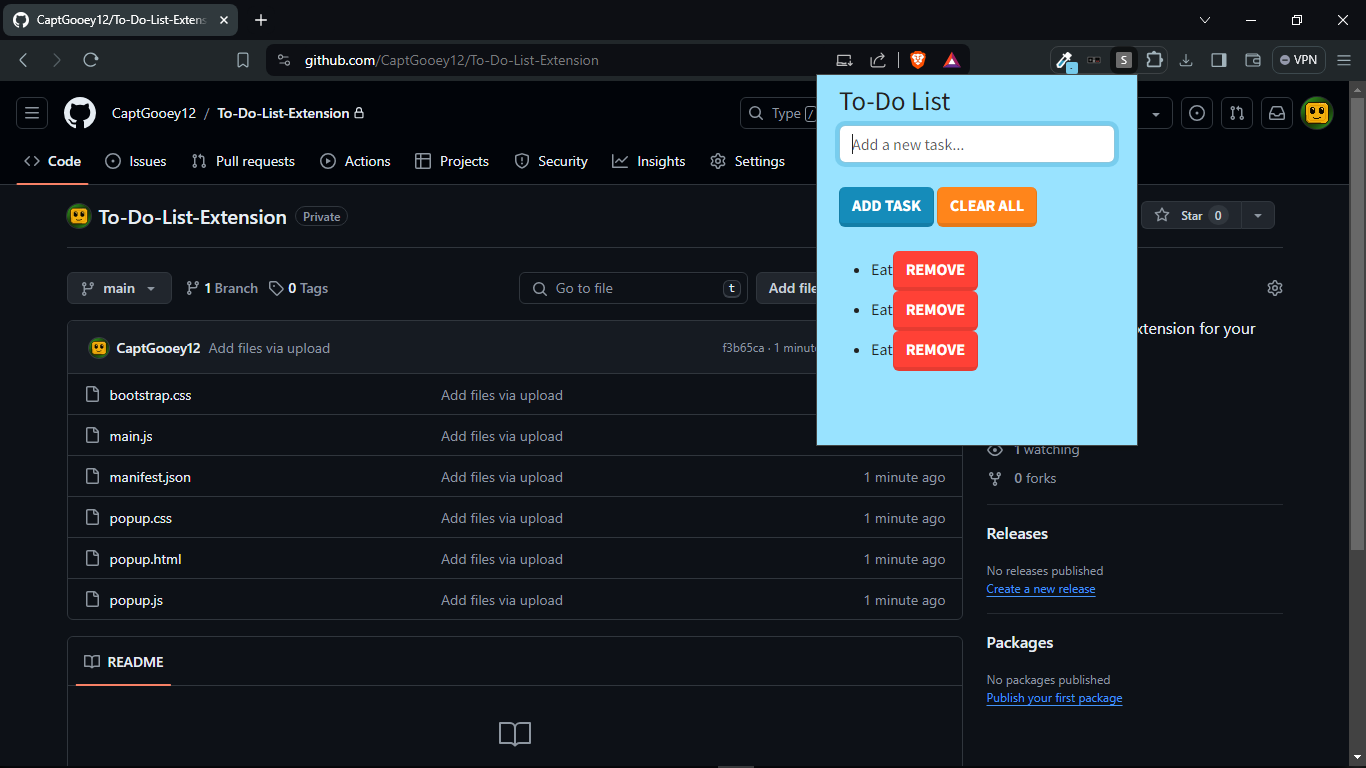 CaptGooey12/To-Do-List-Extens
github.com/CaptGooey12/To-Do-List-Extension
S
VPN
CaptGooey12 / To-Do-List-Extension
Type /
Code
Issues
Pull requests
Actions
Projects
Security
Insights
Settings
To-Do List
Add a new task...
ADD TASK
CLEAR ALL
Eat REMOVE
Eat REMOVE
Eat REMOVE
To-Do-List-Extension Private
Star 0
main
1 Branch
0 Tags
Go to file t
Add file
xtension for your
CaptGooey12 Add files via upload f3b65ca · 1 minute
bootstrap.css Add files via upload
main.js Add files via upload
manifest.json Add files via upload 1 minute ago
popup.css Add files via upload 1 minute ago
popup.html Add files via upload 1 minute ago
popup.js Add files via upload 1 minute ago
README
1 watching
0 forks
Releases
No releases published
Create a new release
Packages
No packages published
Publish your first package